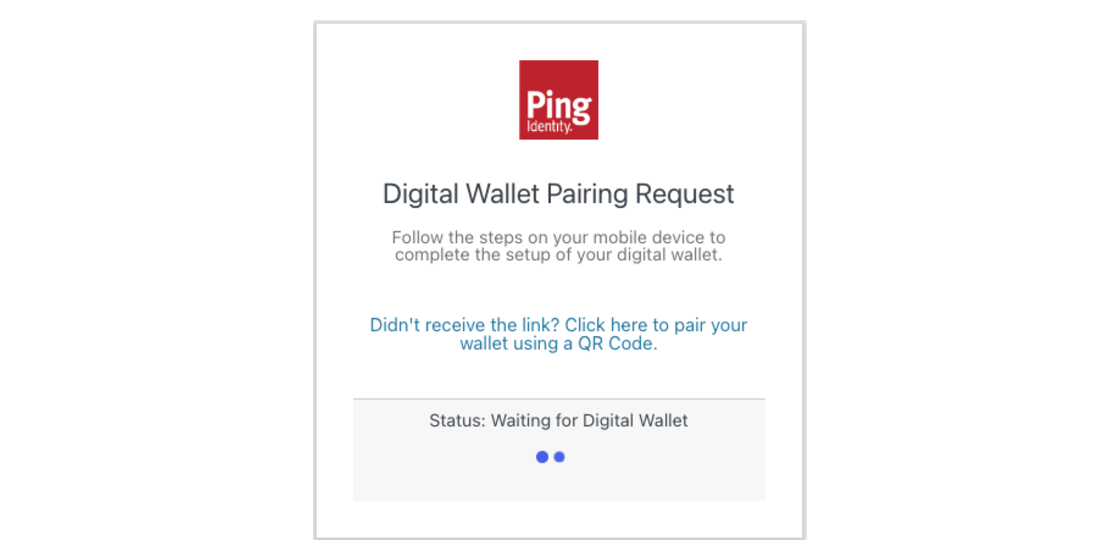 Ping
Identity.
Digital Wallet Pairing Request
Follow the steps on your mobile device to
complete the setup of your digital wallet.
Didn't receive the link? Click here to pair your
wallet using a QR Code.
Status: Waiting for Digital Wallet